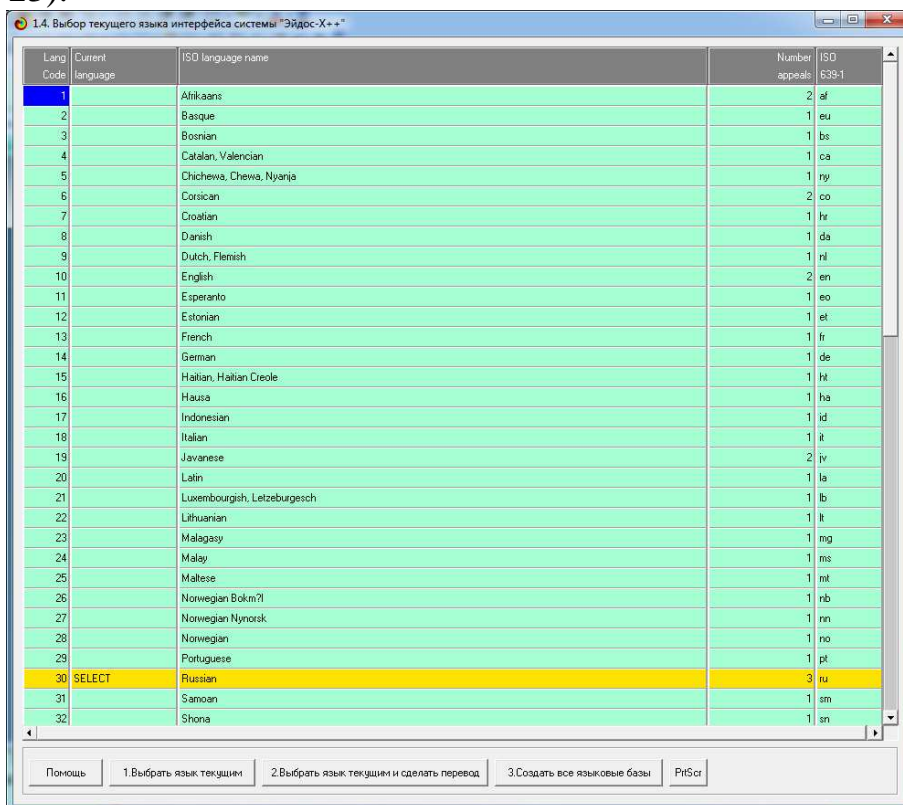 1.4. Выбор текущего языка интерфейса системы "Эйдос-Х++"
Lang Code Current language ISO language name Number appeals ISO 639-1
1 Afrikaans 2 af
2 Basque 1 eu
3 Bosnian 1 bs
4 Catalan, Valencian 1 ca
5 Chichewa, Chewa, Nyanja 1 ny
6 Corsican 2 co
7 Croatian 1 hr
8 Danish 1 da
9 Dutch, Flemish 1 nl
10 English 2 en
11 Esperanto 1 eo
12 Estonian 1 et
13 French 1 fr
14 German 1 de
15 Haitian, Haitian Creole 1 ht
16 Hausa 1 ha
17 Indonesian 1 id
18 Italian 1 it
19 Javanese 2 jv
20 Latin 1 la
21 Luxembourgish, Letzeburgesch 1 lb
22 Lithuanian 1 lt
23 Malagasy 1 mg
24 Malay 1 ms
25 Maltese 1 mt
26 Norwegian Bokm?l 1 nb
27 Norwegian Nynorsk 1 nn
28 Norwegian 1 no
29 Portuguese 1 pt
30 SELECT Russian 3 ru
31 Samoan 1 sm
32 Shona 1 sn
Помощь 1.Выбрать язык текущим 2.Выбрать язык текущим и сделать перевод 3.Создать все языковые базы PrtScr